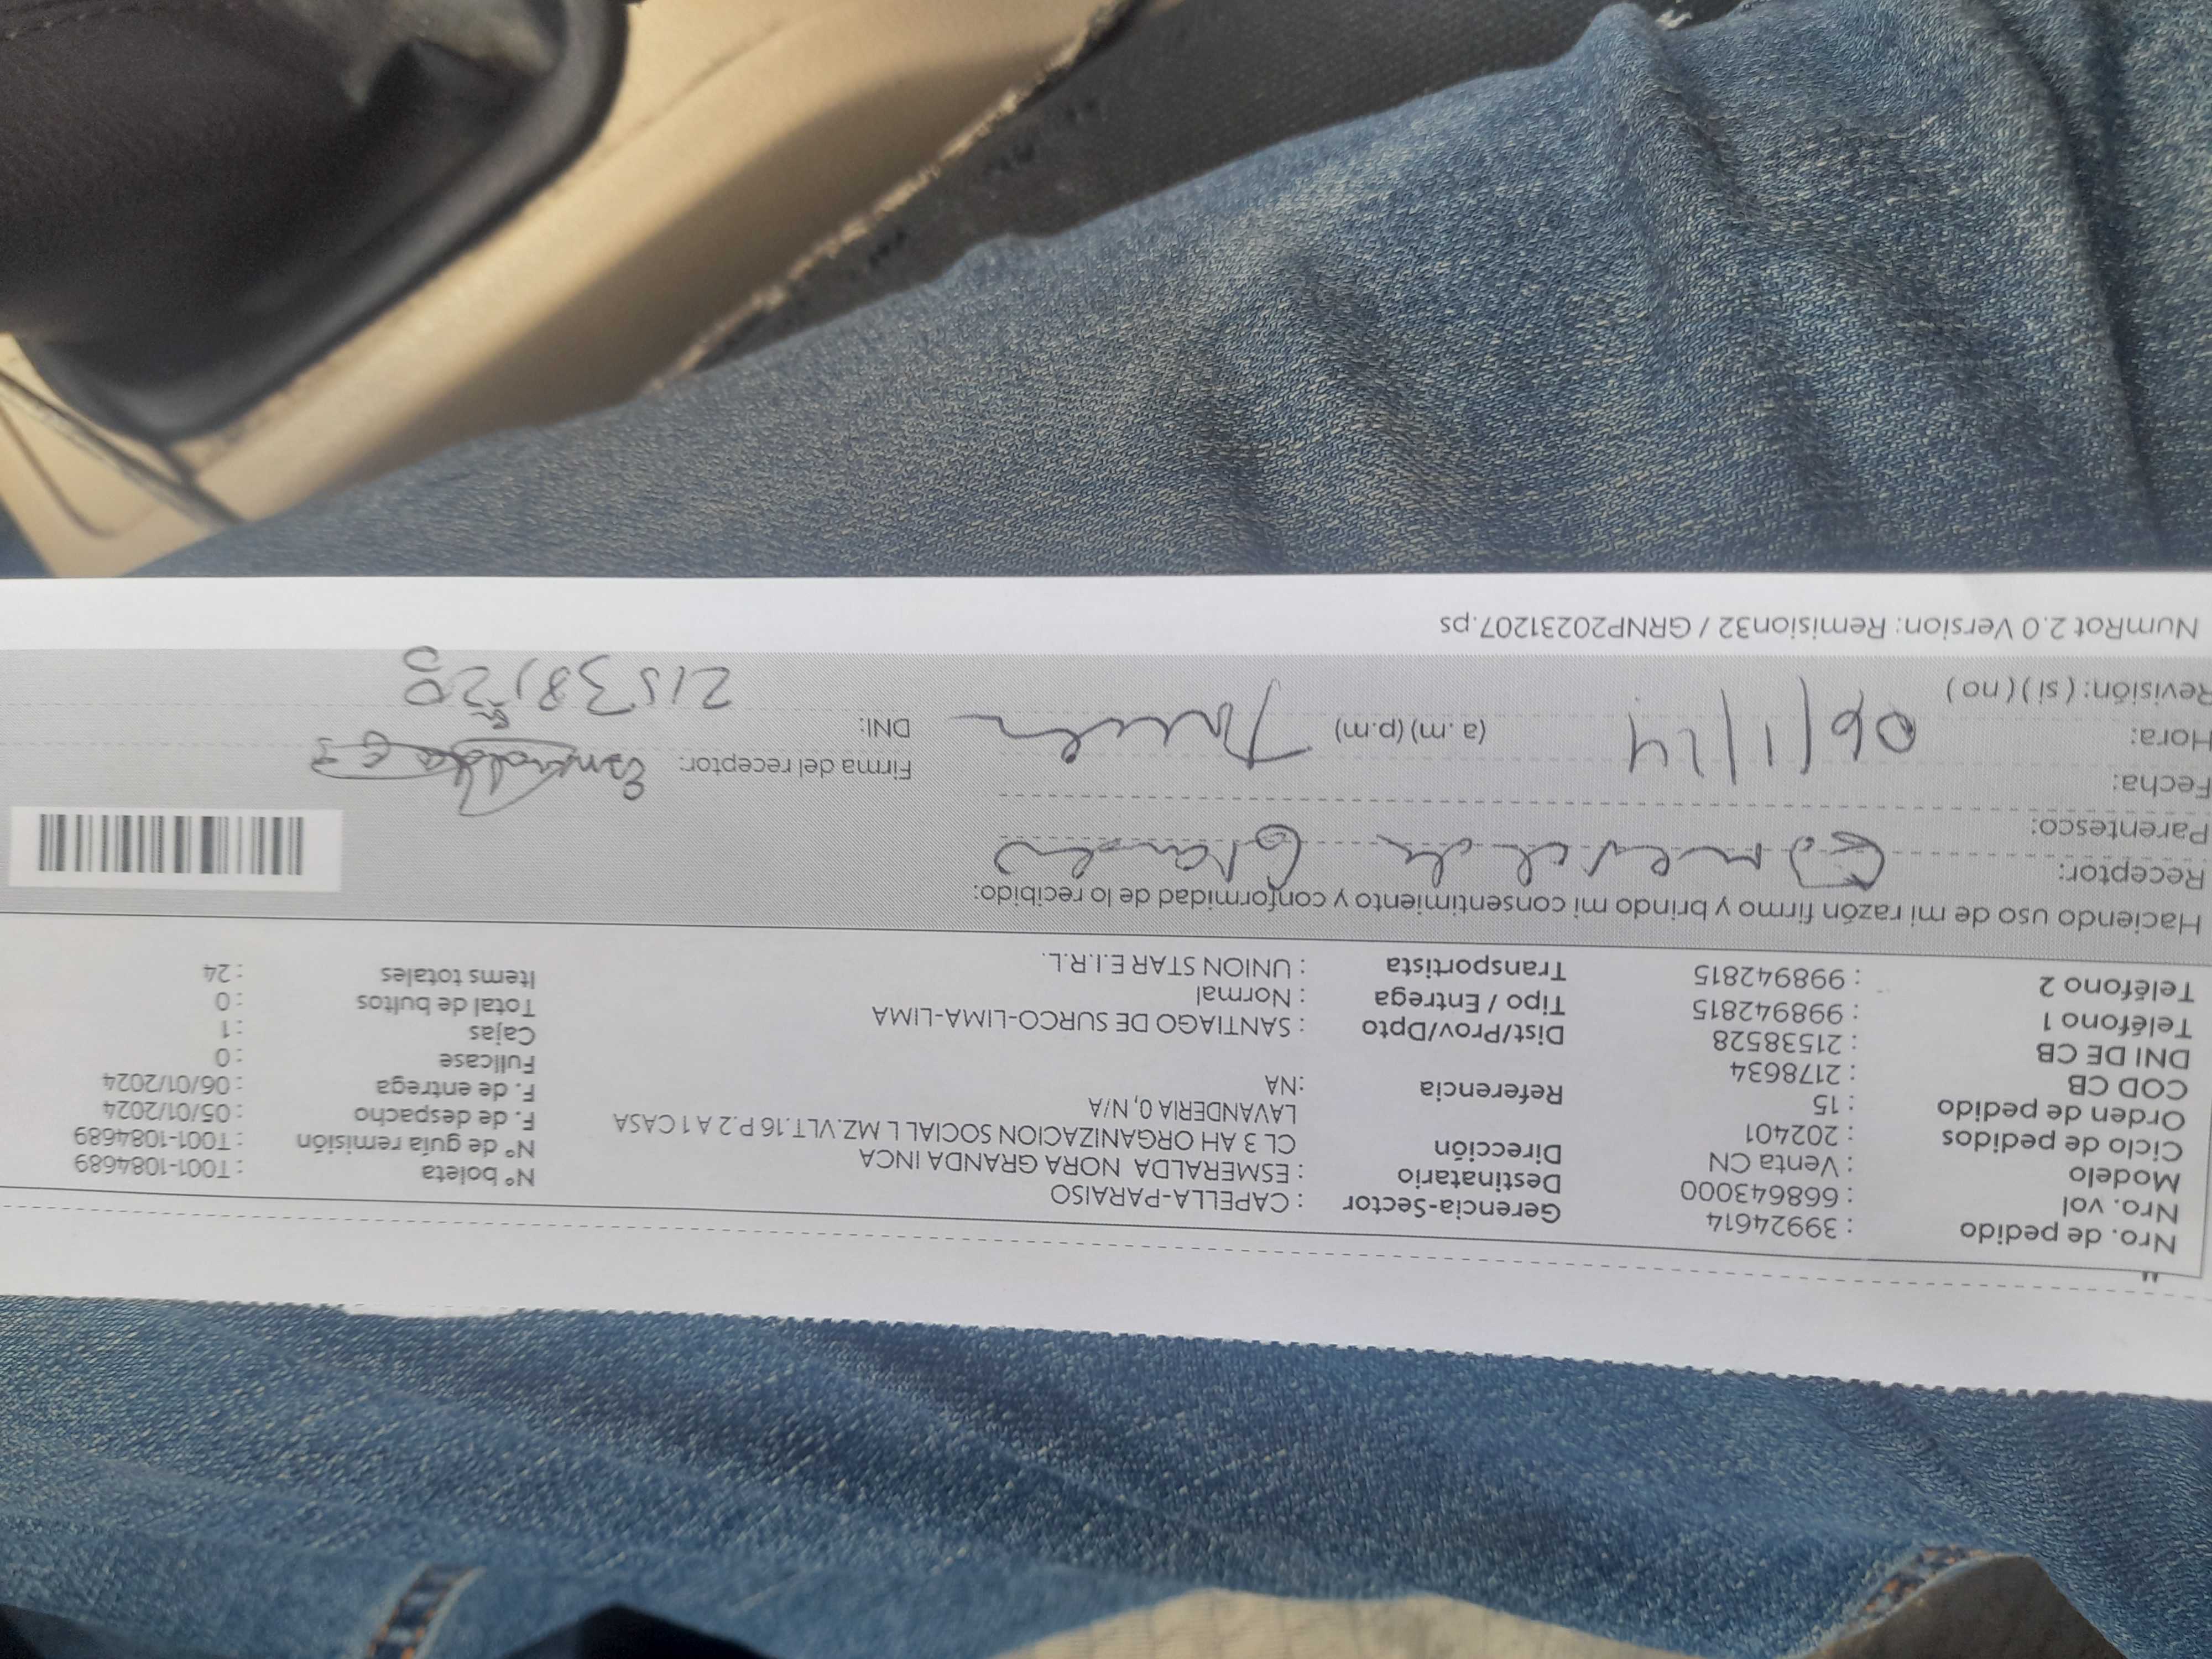 Nro. de pedido : 39924614 Gerencia-Sector : CAPELLA-PARAISO Nº boleta : T001-1084689
Nro. vol : 668643000 Destinatario : ESMERALDA NORA GRANDA INCA Nº de guía remisión : T001-1084689
Modelo : Venta CN Dirección CL 3 AH ORGANIZACION SOCIAL L MZ.VLT.16 P.2 A 1 CASA F. de despacho : 05/01/2024
Ciclo de pedidos : 202401 LAVANDERIA 0, N/A F. de entrega : 06/01/2024
Orden de pedido : 15 Referencia :NA Fullcase : 0
COD CB : 2178634 Cajas : 1
DNI DE CB : 21538528 Dist/Prov/Dpto : SANTIAGO DE SURCO-LIMA-LIMA Total de bultos : 0
Teléfono 1 : 998942815 Tipo / Entrega : Normal Items totales : 24
Teléfono 2 : 998942815 Transportista : UNION STAR E.I.R.L.
Haciendo uso de mi razón firmo y brindo mi consentimiento y conformidad de lo recibido:
Receptor: Esmeralda
Parentesco:
Fecha: 06/1/24 Firma del receptor: Esmeralda
Hora: (a.m) (p.m) DNI:
Revisión: ( si ) ( no )
NumRot 2.0 Version: Remision32 / GRNP20231207.ps